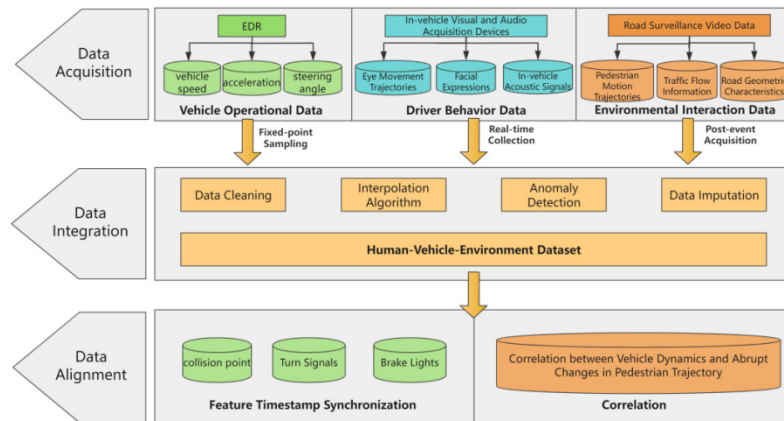 Data
Acquisition
EDR
vehicle
speed
acceleration
steering
angle
Vehicle Operational Data
In-vehicle Visual and Audio
Acquisition Devices
Eye Movement
Trajectories
Facial
Expressions
In-vehicle
Acoustic Signals
Driver Behavior Data
Road Surveillance Video Data
Pedestrian
Motion
Trajectories
Traffic Flow
Information
Road Geometric
Characteristics
Environmental Interaction Data
Fixed-point
Sampling
Real-time
Collection
Post-event
Acquisition
Data
Integration
Data Cleaning
Interpolation
Algorithm
Anomaly
Detection
Data Imputation
Human-Vehicle-Environment Dataset
Data
Alignment
collision point
Turn Signals
Brake Lights
Feature Timestamp Synchronization
Correlation between Vehicle Dynamics and Abrupt
Changes in Pedestrian Trajectory
Correlation